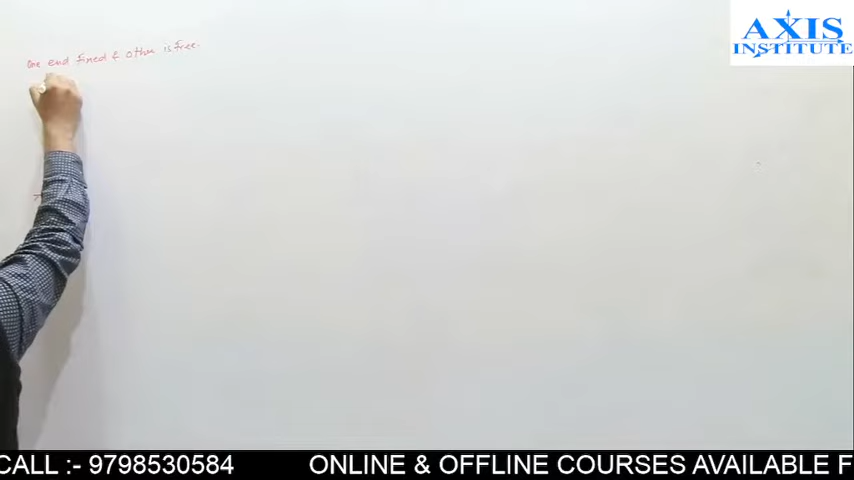 One end fixed & other is free.
AXIS
INSTITUTE
CALL :- 9798530584 ONLINE & OFFLINE COURSES AVAILABLE F